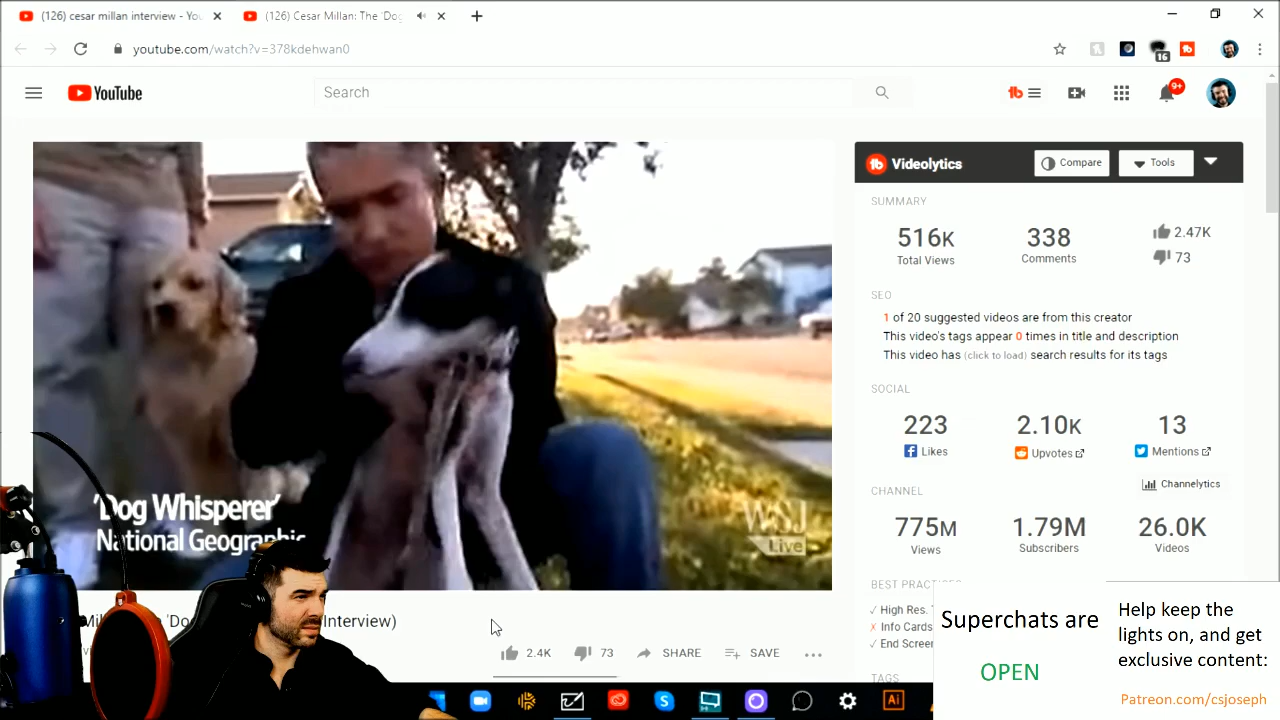 (126) cesar millan interview - You
(126) Cesar Millan: The 'Dog
youtube.com/watch?v=378kdehwan0
16
YouTube
Search
9+
Videolytics
Compare
Tools
SUMMARY
516K
Total Views
338
Comments
2.47K
73
SEO
1 of 20 suggested videos are from this creator
This video's tags appear 0 times in title and description
This video has (click to load) search results for its tags
SOCIAL
223
Likes
2.10K
Upvotes
13
Mentions
Channelytics
CHANNEL
775M
Views
1.79M
Subscribers
26.0K
Videos
BEST PRACTICES
High Res.
Info Cards
End Screen
TAGS
'Dog Whisperer'
National Geographic
WSJ
Live
Interview)
2.4K
73
SHARE
SAVE
Superchats are
OPEN
Help keep the
lights on, and get
exclusive content:
Patreon.com/csjoseph
Ai